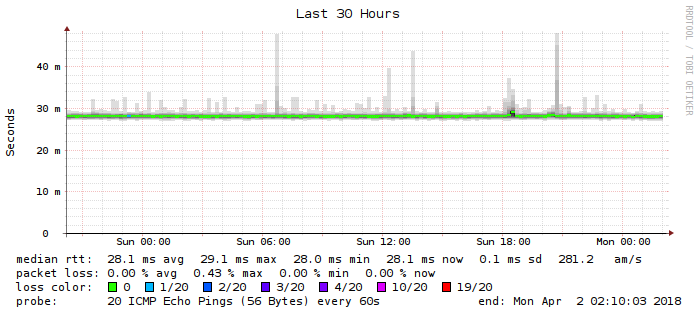 Last 30 Hours
RRDTOOL / TOBI OETIKER
Seconds
40 m
30 m
20 m
10 m
0
Sun 00:00 Sun 06:00 Sun 12:00 Sun 18:00 Mon 00:00
median rtt: 28.1 ms avg 29.1 ms max 28.0 ms min 28.1 ms now 0.1 ms sd 281.2 am/s
packet loss: 0.00 % avg 0.43 % max 0.00 % min 0.00 % now
loss color: 0 1/20 2/20 3/20 4/20 10/20 19/20
probe: 20 ICMP Echo Pings (56 Bytes) every 60s end: Mon Apr 2 02:10:03 2018